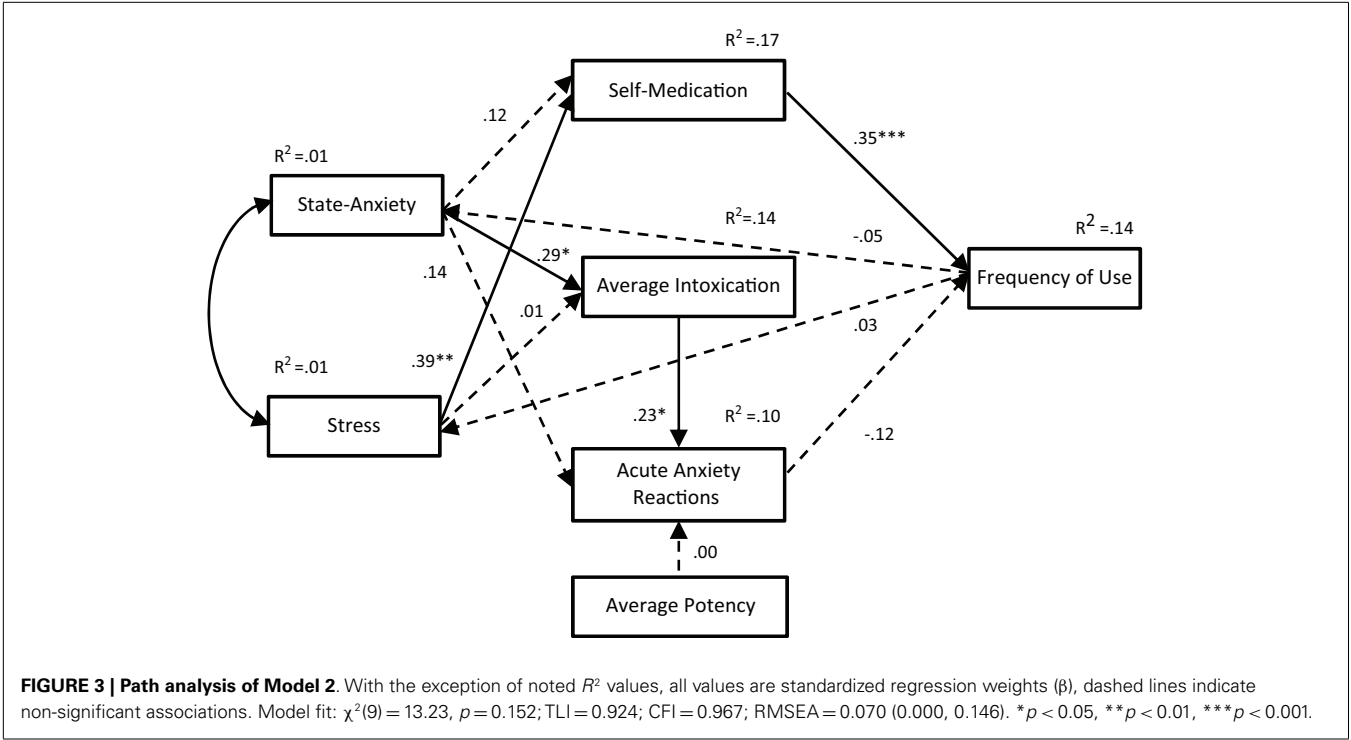 R² =.17
Self-Medication
.12
.35***
R² =.01
State-Anxiety
R²=.14
-.05
R² =.14
.14
.29*
Average Intoxication
Frequency of Use
.01
.03
R² =.01
.39**
Stress
.23*
R² =.10
-.12
Acute Anxiety
Reactions
.00
Average Potency
FIGURE 3 | Path analysis of Model 2. With the exception of noted R² values, all values are standardized regression weights (β), dashed lines indicate
non-significant associations. Model fit: χ²(9) = 13.23, p = 0.152; TLI = 0.924; CFI = 0.967; RMSEA = 0.070 (0.000, 0.146). *p < 0.05, **p < 0.01, ***p < 0.001.